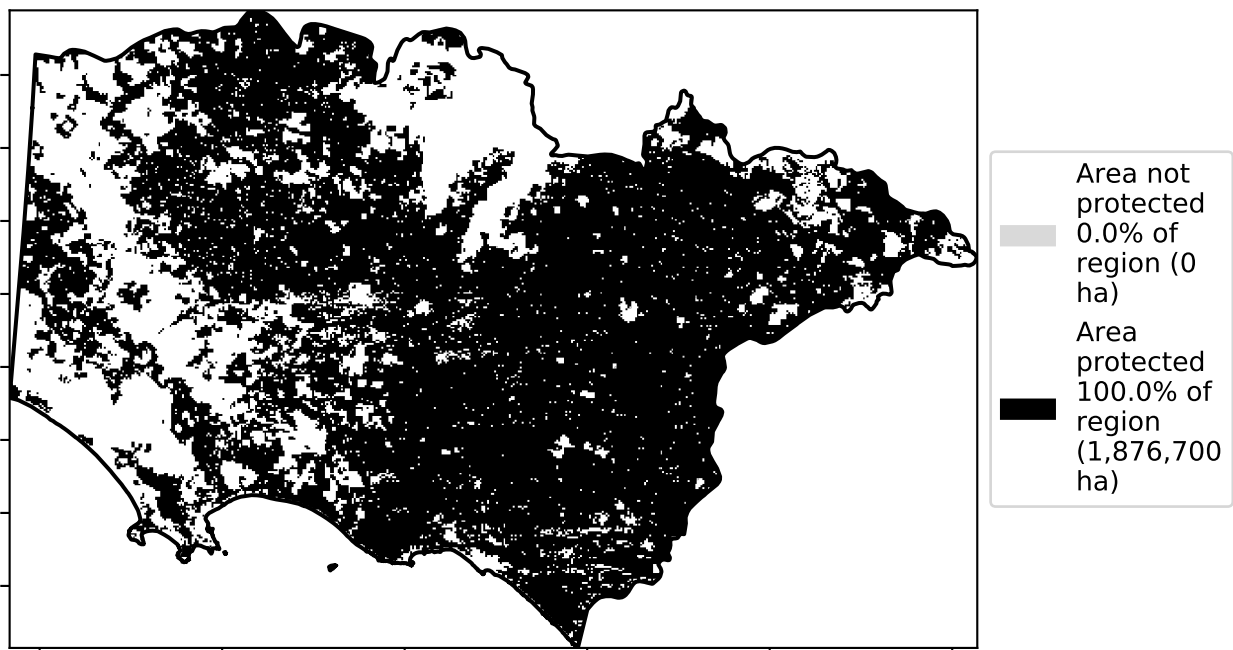 Area not
protected
0.0% of
region (0
ha)
Area
protected
100.0% of
region
(1,876,700
ha)